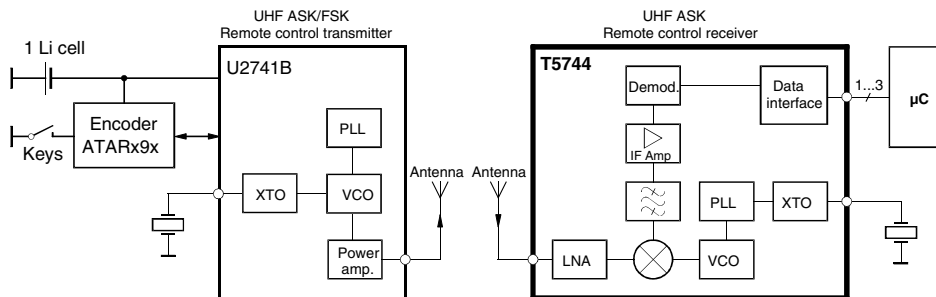 UHF ASK/FSK
Remote control transmitter
UHF ASK
Remote control receiver
1 Li cell
U2741B
Encoder
ATARx9x
Keys
PLL
XTO
VCO
Power
amp.
Antenna
Antenna
T5744
Demod.
IF Amp
Data
interface
1...3
µC
PLL
XTO
LNA
VCO